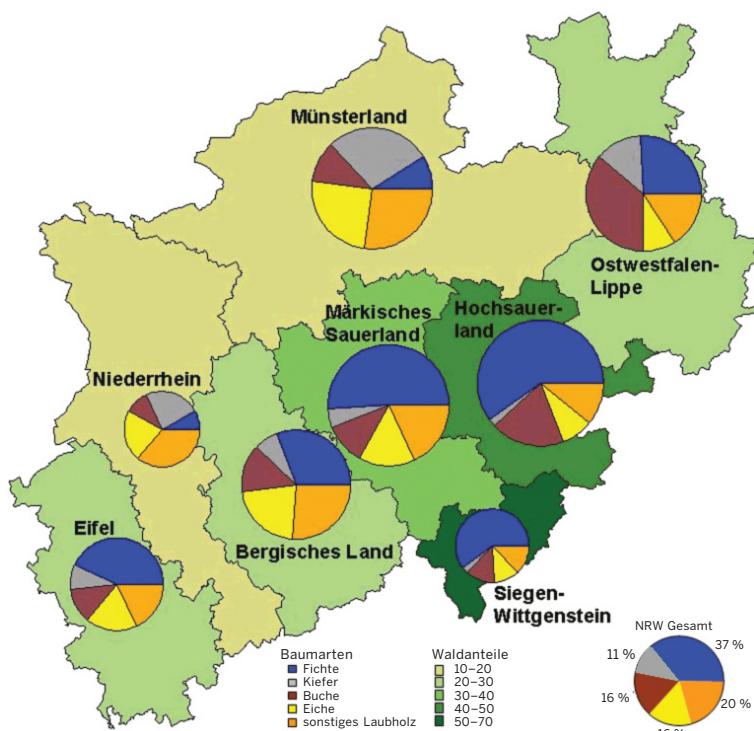 Münsterland
Ostwestfalen-
Lippe
Märkisches
Sauerland
Hochsauer-
land
Niederrhein
Eifel
Bergisches Land
Siegen-
Wittgenstein
Baumarten
Fichte
Kiefer
Buche
Eiche
sonstiges Laubholz
Waldanteile
10–20
20–30
30–40
40–50
50–70
NRW Gesamt
37 %
11 %
16 %
20 %